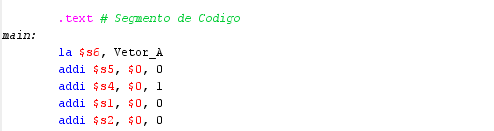 .text # Segmento de Codigo
main:
la $s6, Vetor_A
addi $s5, $0, 0
addi $s4, $0, 1
addi $s1, $0, 0
addi $s2, $0, 0